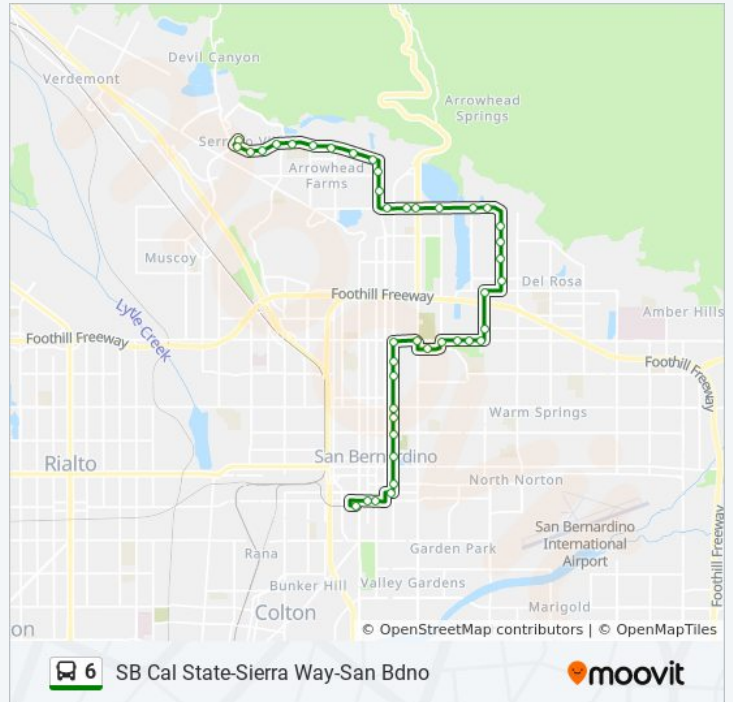 Devil Canyon
Verdemont
Arrowhead
Springs
Arrowhead
Farms
Muscoy
Foothill Freeway
Del Rosa
Amber Hills
Lytle Creek
Foothill Freeway
Foothill Freeway
Warm Springs
San Bernardino
Rialto
North Norton
San Bernardino
International
Airport
Rana
Garden Park
Foothill Freeway
Bunker Hill
Valley Gardens
Colton
Marigold
on
© OpenStreetMap contributors | © OpenMapTiles
6 SB Cal State-Sierra Way-San Bdno
moovit